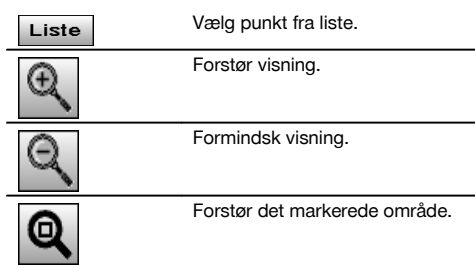 Liste Vælg punkt fra liste.
Forstør visning.
Formindsk visning.
Forstør det markerede område.